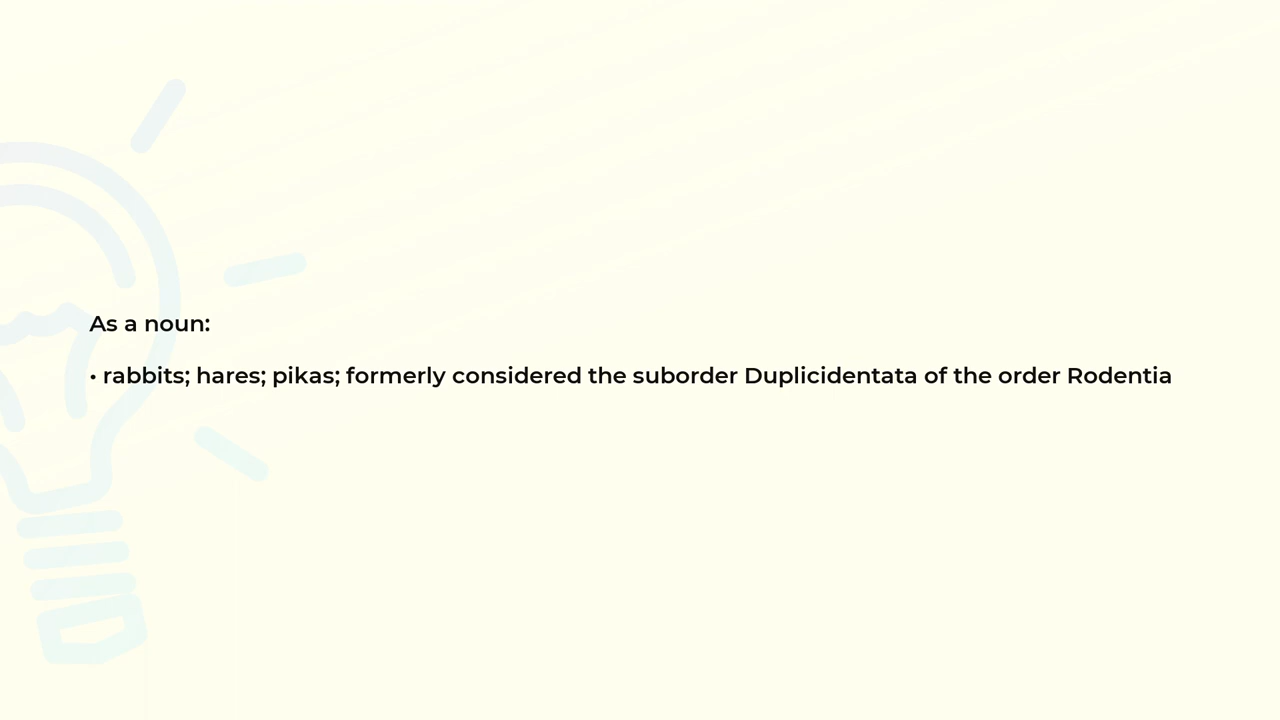 As a noun:
• rabbits; hares; pikas; formerly considered the suborder Duplicidentata of the order Rodentia